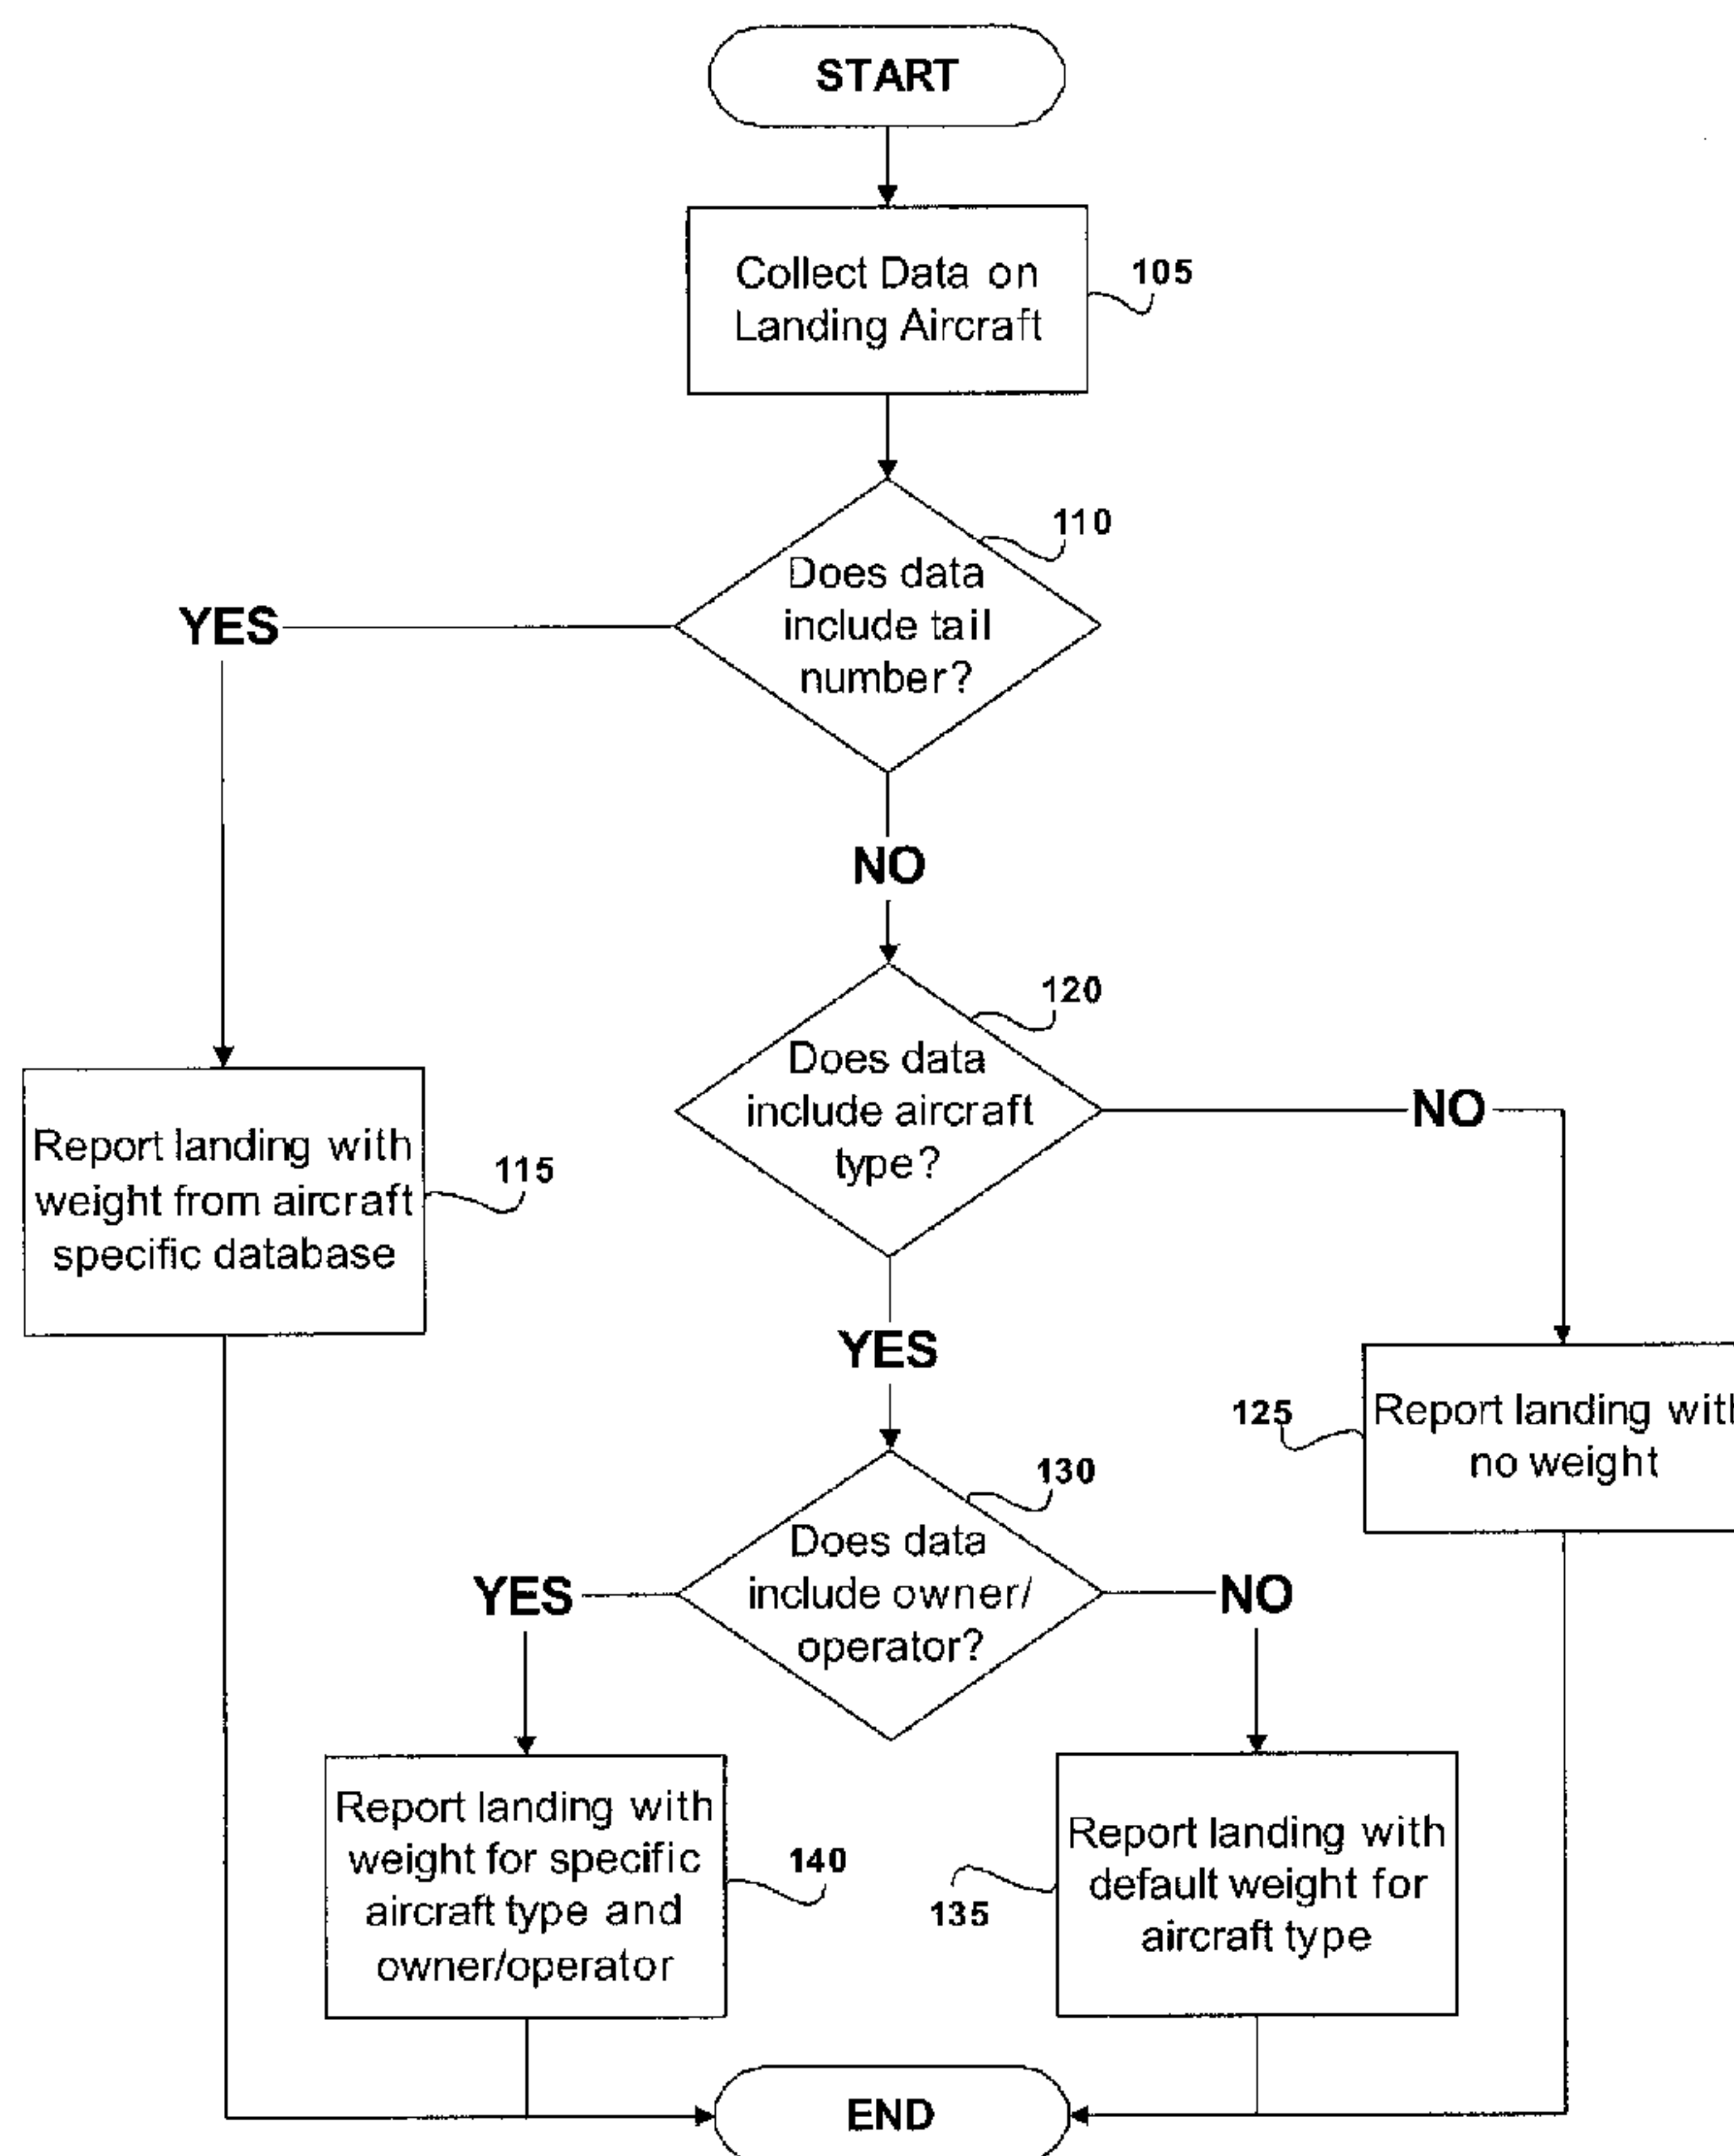 START
Collect Data on
Landing Aircraft
105
110
Does data
include tail
number?
YES
NO
120
Does data
include aircraft
type?
NO
Report landing with
weight from aircraft
specific database
115
YES
125
Report landing with
no weight
130
Does data
include owner/
operator?
YES
NO
Report landing with
weight for specific
aircraft type and
owner/operator
140
135
Report landing with
default weight for
aircraft type
END